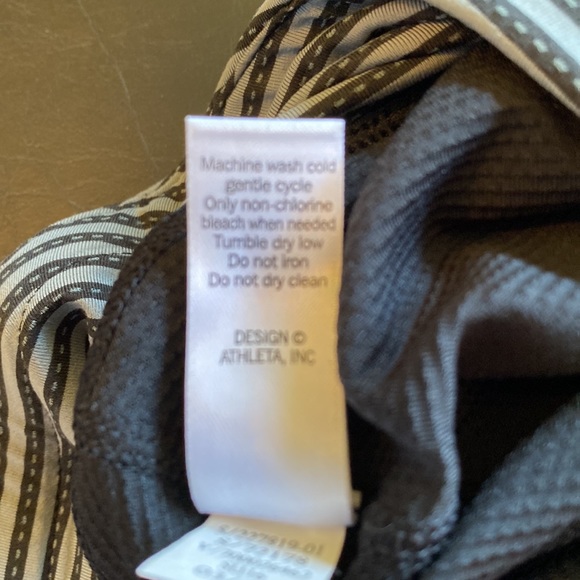 Machine wash cold
gentle cycle
Only non-chlorine
bleach when needed
Tumble dry low
Do not iron
Do not dry clean
DESIGN ©
ATHLETA, INC